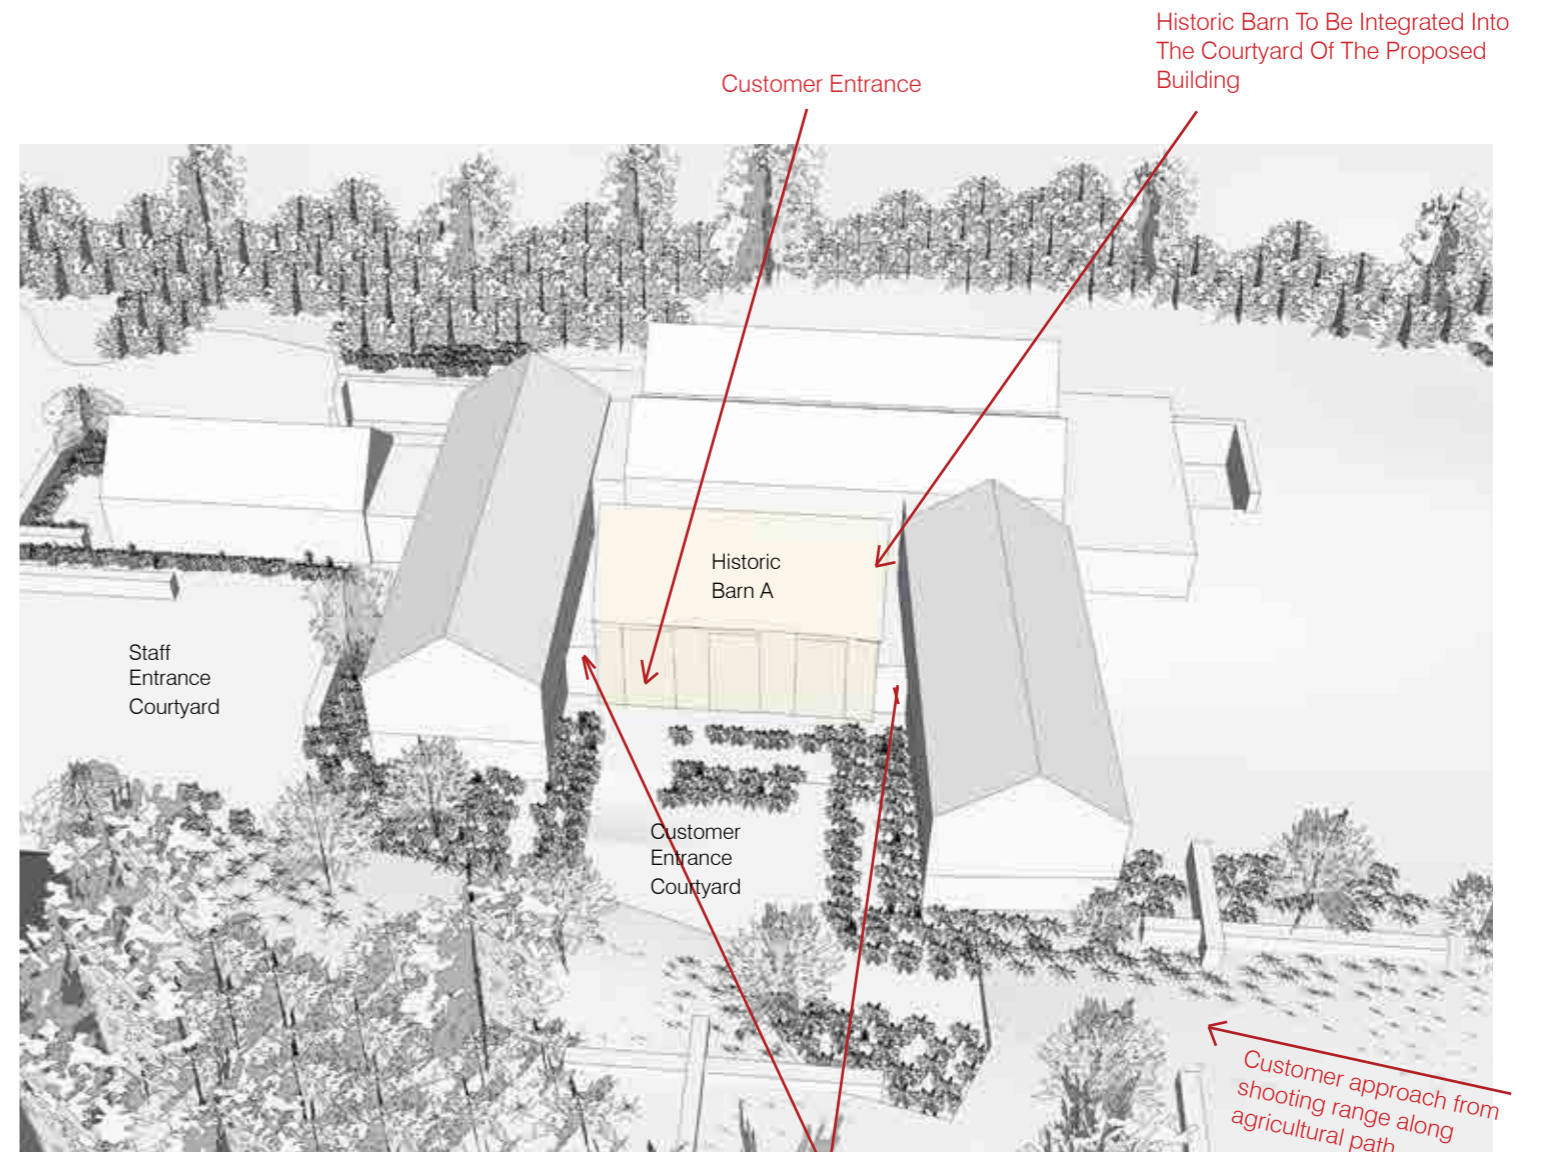 Historic Barn To Be Integrated Into
The Courtyard Of The Proposed
Building
Customer Entrance
Historic
Barn A
Staff
Entrance
Courtyard
Customer
Entrance
Courtyard
Customer approach from
shooting range along
agricultural path